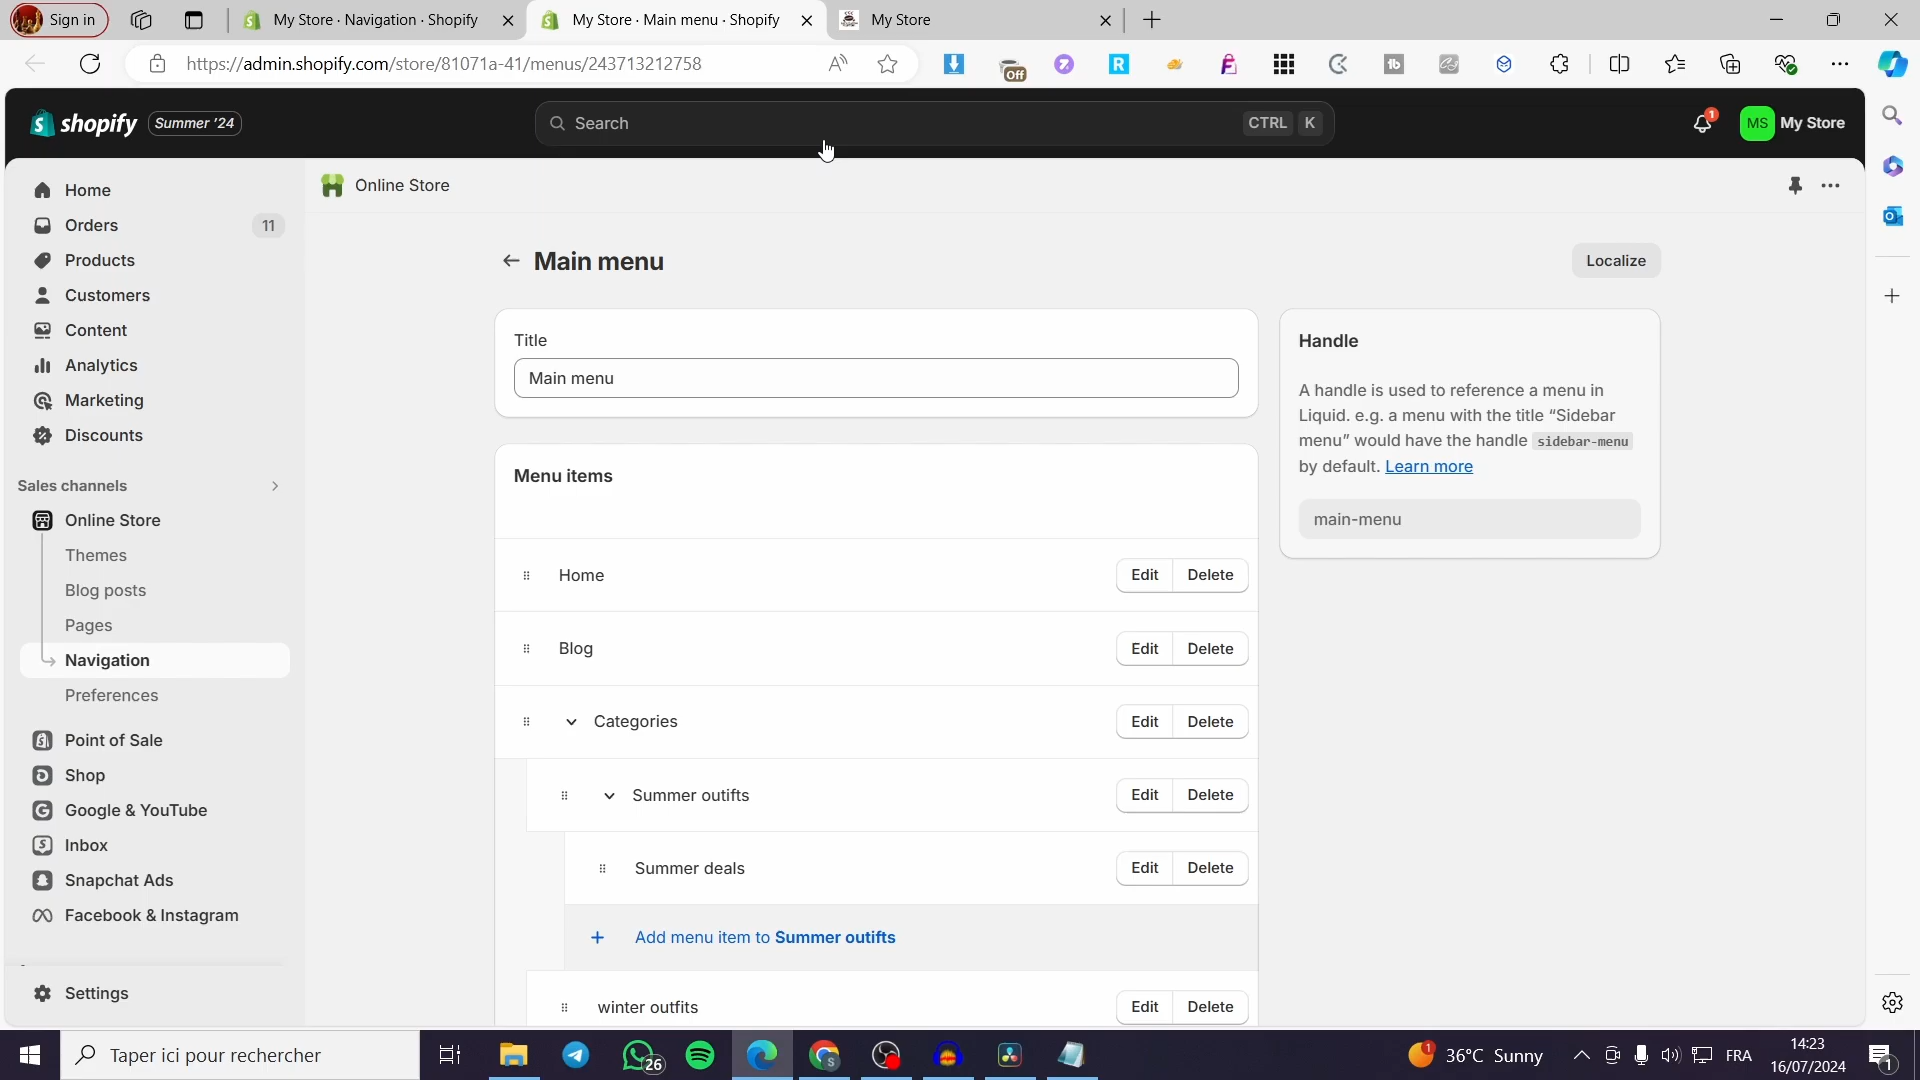 Sign in
My Store · Navigation · Shopify
My Store · Main menu · Shopify
My Store
https://admin.shopify.com/store/81071a-41/menus/243713212758
Off
R
tb
shopify
Summer '24
Search
CTRL K
1
MS
My Store
Home
Orders 11
Products
Customers
Content
Analytics
Marketing
Discounts
Sales channels
Online Store
Themes
Blog posts
Pages
Navigation
Preferences
Point of Sale
Shop
Google & YouTube
Inbox
Snapchat Ads
Facebook & Instagram
Settings
Online Store
Main menu
Localize
Title
Main menu
Menu items
Home Edit Delete
Blog Edit Delete
Categories Edit Delete
Summer outifts Edit Delete
Summer deals Edit Delete
Add menu item to Summer outifts
winter outfits Edit Delete
Handle
A handle is used to reference a menu in
Liquid. e.g. a menu with the title “Sidebar
menu” would have the handle sidebar-menu
by default. Learn more
main-menu
Taper ici pour rechercher
26
1
36°C Sunny
FRA
14:23
16/07/2024
1